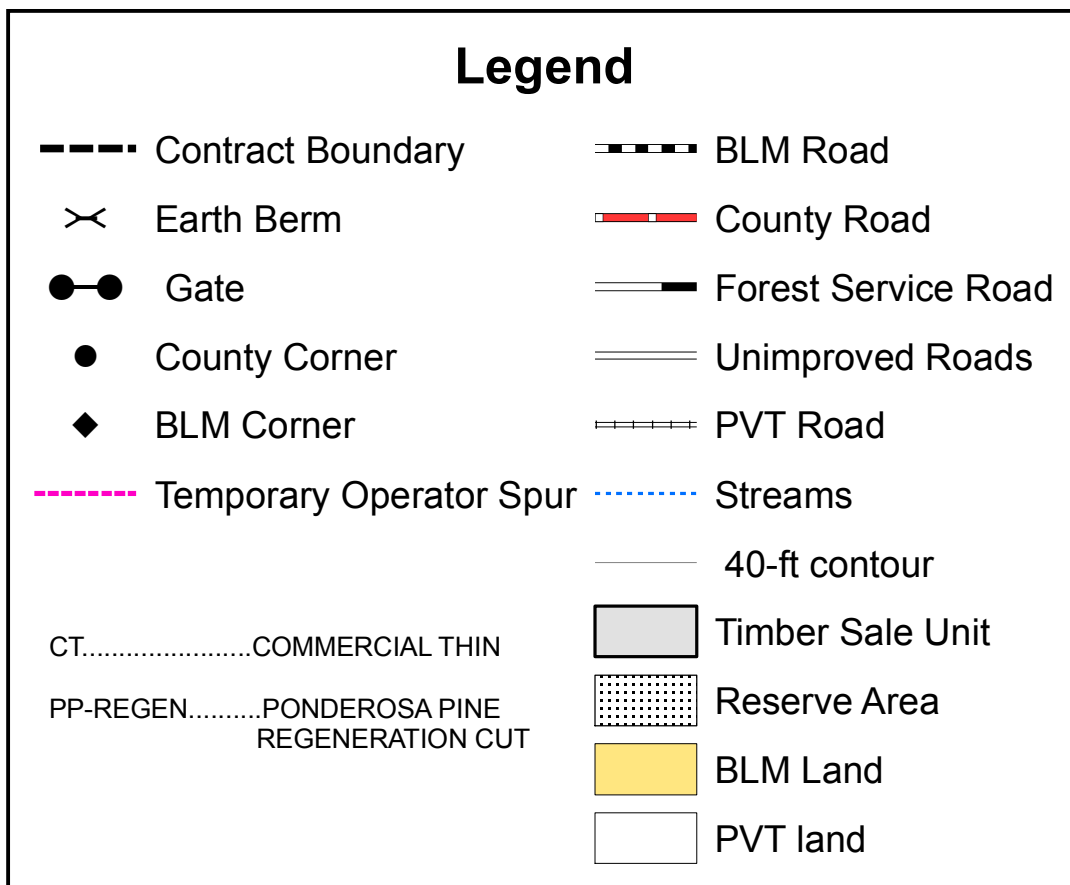 Legend
Contract Boundary
Earth Berm
Gate
County Corner
BLM Corner
Temporary Operator Spur
CT.......................COMMERCIAL THIN
PP-REGEN..........PONDEROSA PINE
REGENERATION CUT
BLM Road
County Road
Forest Service Road
Unimproved Roads
PVT Road
Streams
40-ft contour
Timber Sale Unit
Reserve Area
BLM Land
PVT land